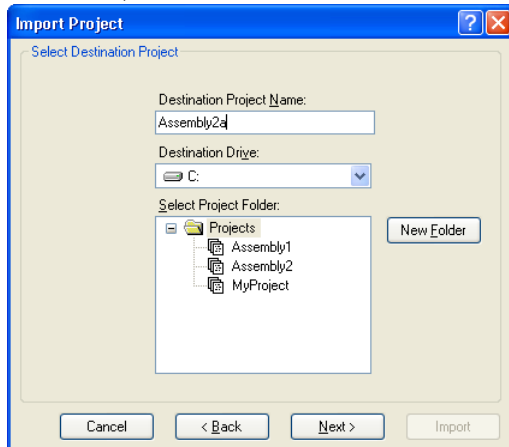 Import Project
Select Destination Project
Destination Project Name:
Assembly2a
Destination Drive:
C:
Select Project Folder:
Projects
Assembly1
Assembly2
MyProject
New Folder
Cancel
< Back
Next >
Import